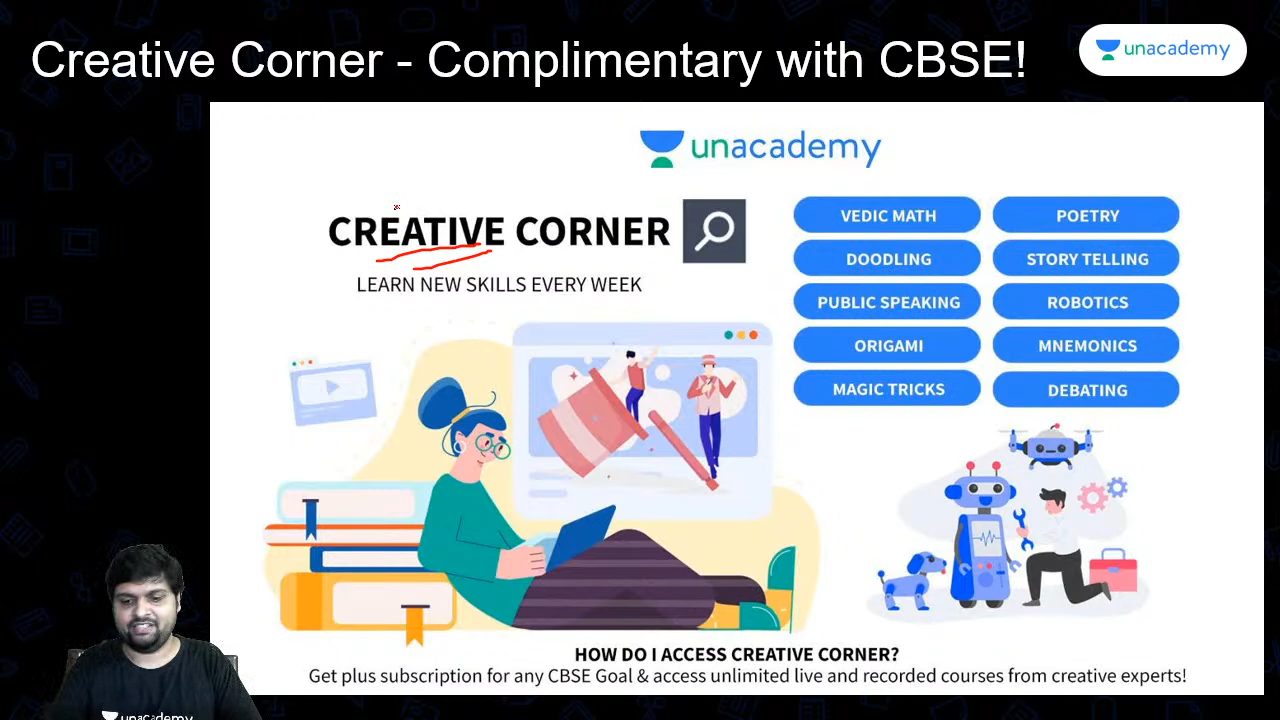 Creative Corner - Complimentary with CBSE!
unacademy
unacademy
CREATIVE CORNER
LEARN NEW SKILLS EVERY WEEK
VEDIC MATH
POETRY
DOODLING
STORY TELLING
PUBLIC SPEAKING
ROBOTICS
ORIGAMI
MNEMONICS
MAGIC TRICKS
DEBATING
HOW DO I ACCESS CREATIVE CORNER?
Get plus subscription for any CBSE Goal & access unlimited live and recorded courses from creative experts!
unacademy